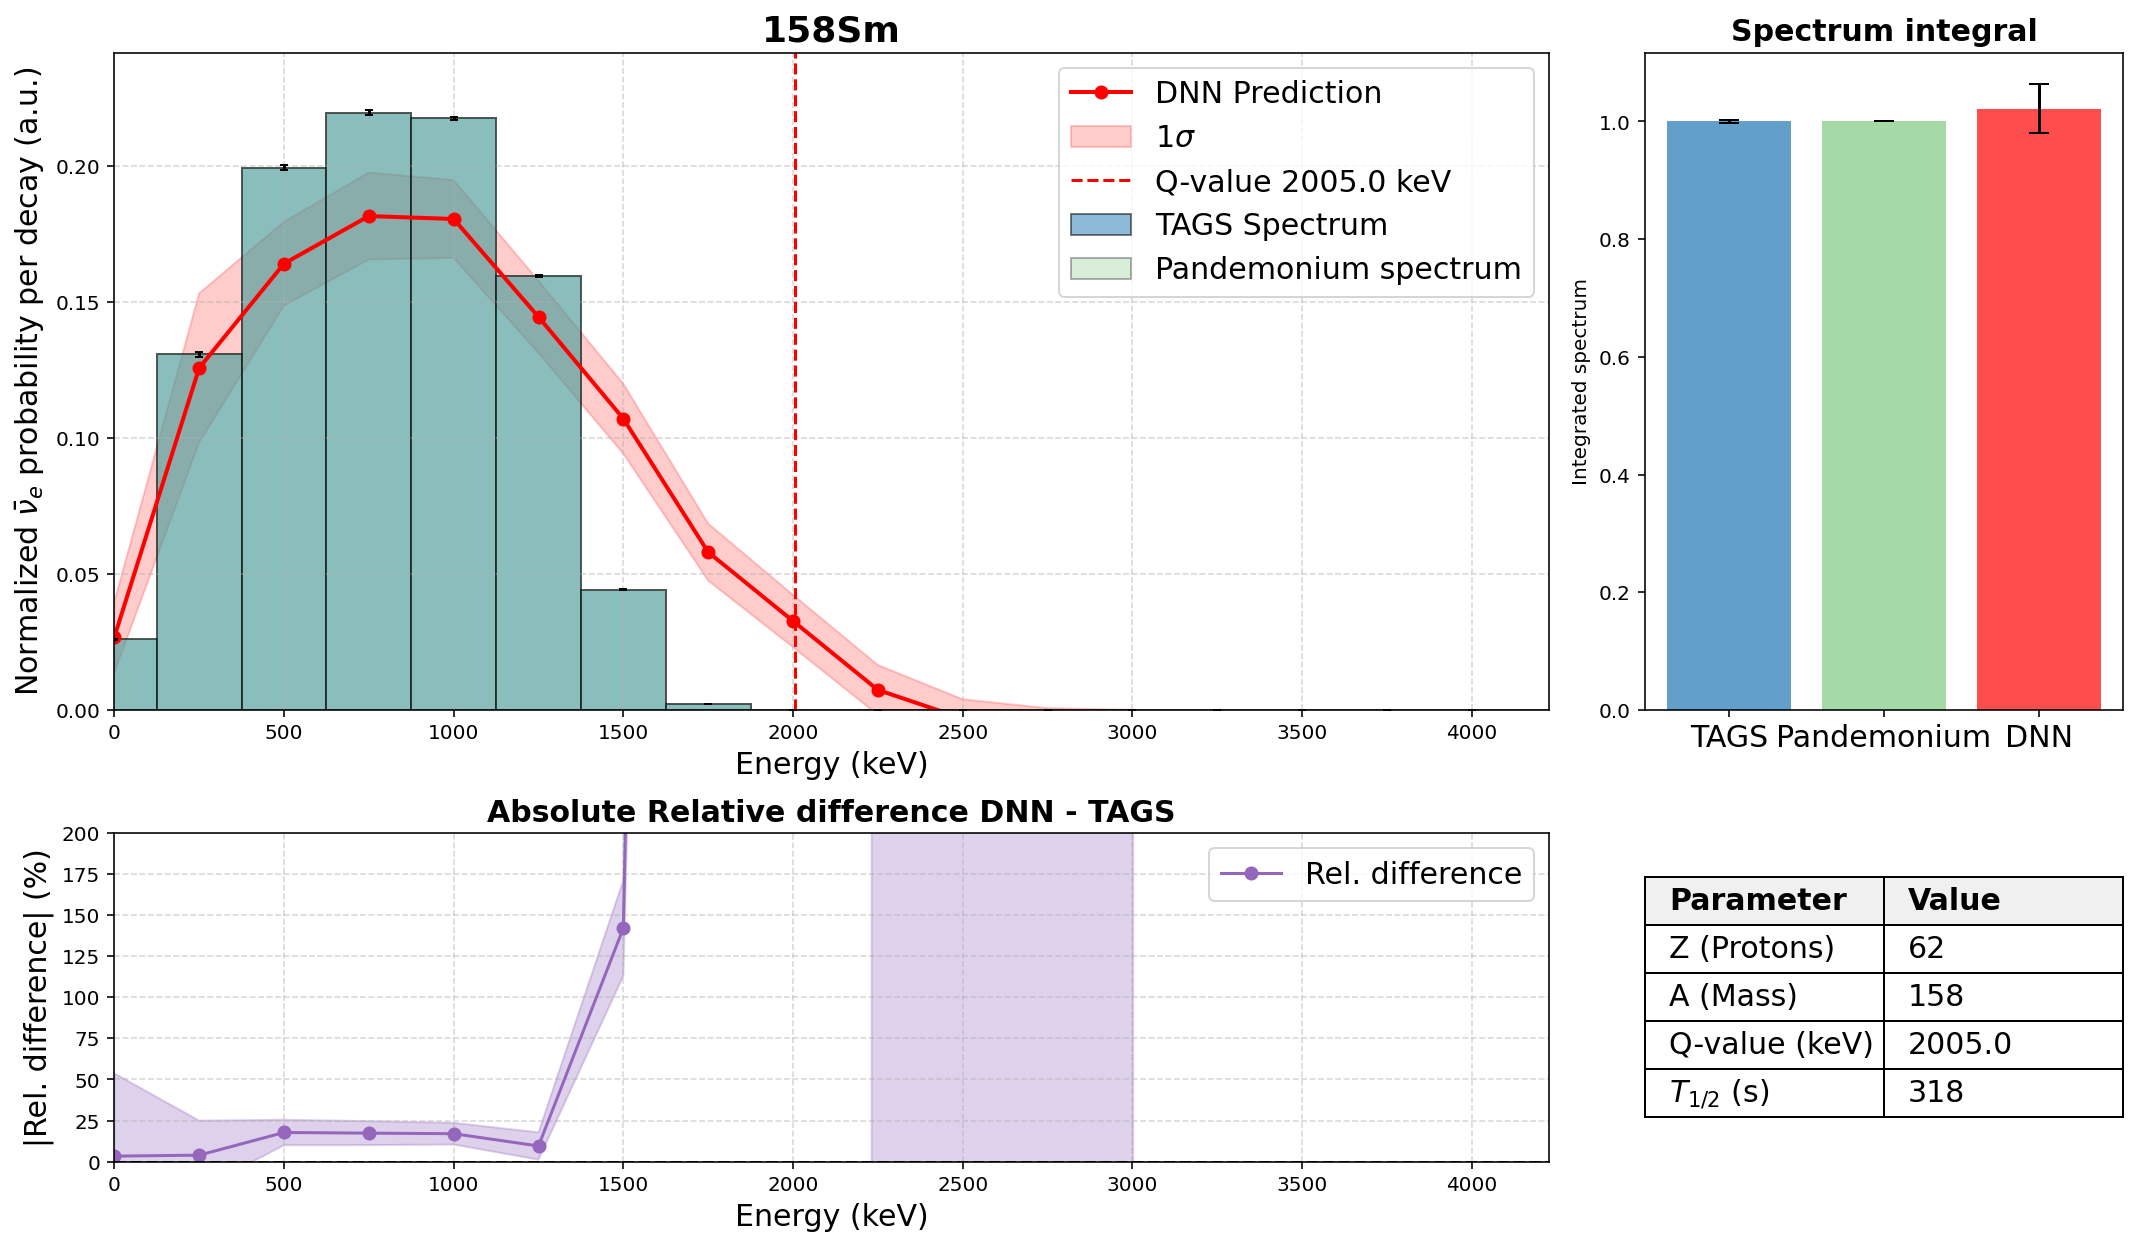 158Sm
Normalized ν̄e probability per decay (a.u.)
0.20
0.15
0.10
0.05
0.00
DNN Prediction
1σ
Q-value 2005.0 keV
TAGS Spectrum
Pandemonium spectrum
0 500 1000 1500 2000 2500 3000 3500 4000
Energy (keV)
Spectrum integral
Integrated spectrum
1.0
0.8
0.6
0.4
0.2
0.0
TAGS Pandemonium DNN
Absolute Relative difference DNN - TAGS
|Rel. difference| (%)
200
175
150
125
100
75
50
25
0
Rel. difference
0 500 1000 1500 2000 2500 3000 3500 4000
Energy (keV)
Parameter Value
Z (Protons) 62
A (Mass) 158
Q-value (keV) 2005.0
T1/2 (s) 318